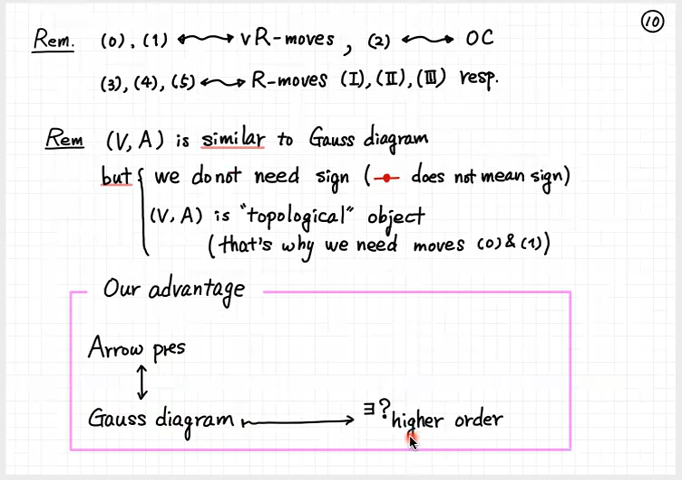 ⑩
Rem. (0), (1) ↔ vR-moves , (2) ↔ OC
(3), (4), (5) ↔ R-moves (I), (II), (III) resp.
Rem (V, A) is similar to Gauss diagram
but { we do not need sign ( does not mean sign)
(V, A) is "topological" object
(that's why we need moves (0) & (1))
Our advantage
Arrow pres
↕
Gauss diagram ⟼ ∃? higher order